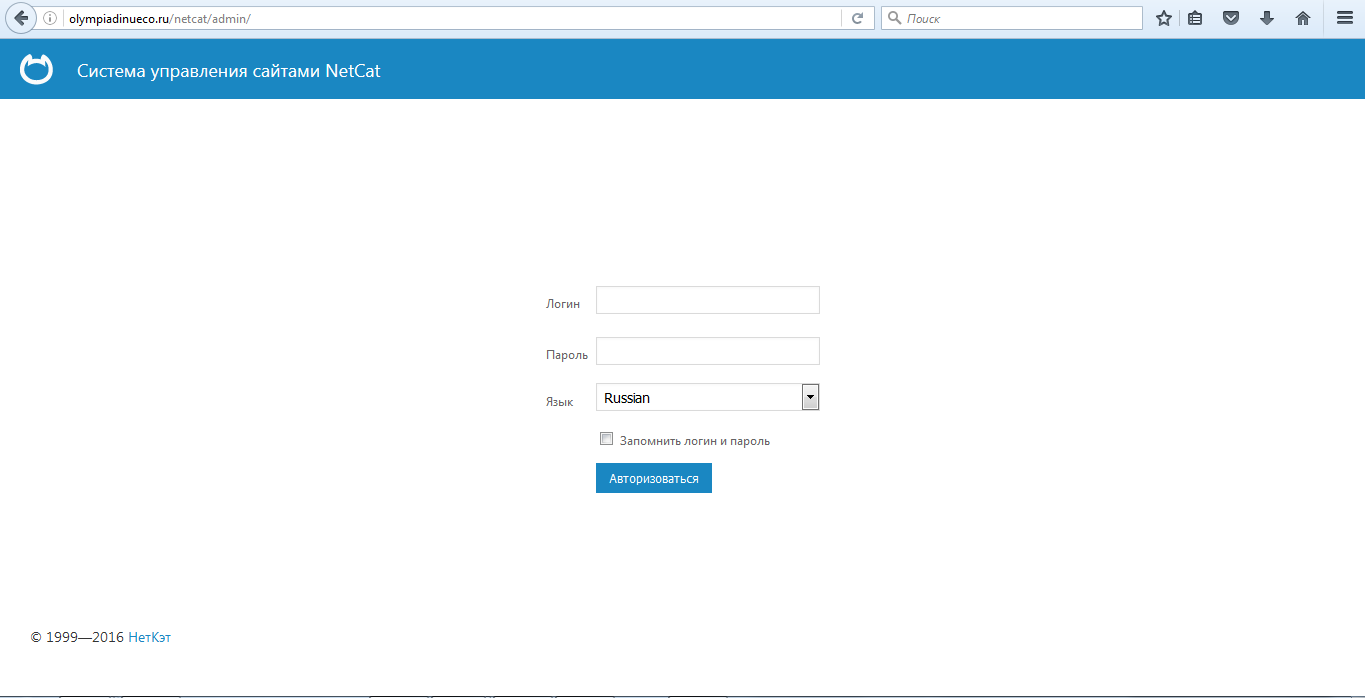 olympiadinueco.ru/netcat/admin/
Поиск
Система управления сайтами NetCat
Логин
Пароль
Язык
Russian
Запомнить логин и пароль
Авторизоваться
© 1999—2016 НетКэт